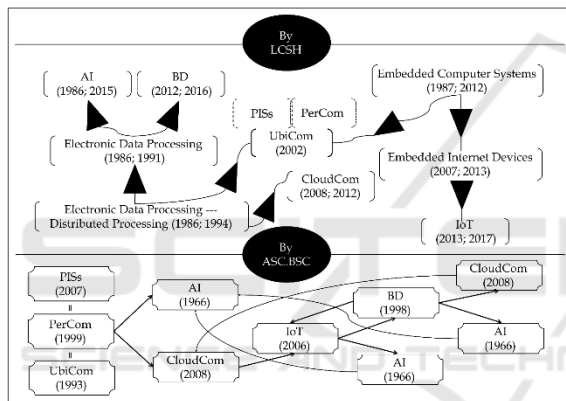 By
LCSH
AI
(1986; 2015)
BD
(2012; 2016)
Embedded Computer Systems
(1987; 2012)
PISs
PerCom
UbiCom
(2002)
Electronic Data Processing
(1986; 1991)
Embedded Internet Devices
(2007; 2013)
CloudCom
(2008; 2012)
Electronic Data Processing ---
Distributed Processing (1986; 1994)
IoT
(2013; 2017)
By
ASC.BSC
PISs
(2007)
=
PerCom
(1999)
=
UbiCom
(1993)
AI
(1966)
CloudCom
(2008)
IoT
(2006)
BD
(1998)
CloudCom
(2008)
AI
(1966)
AI
(1966)
SCIENCE AND TECHN